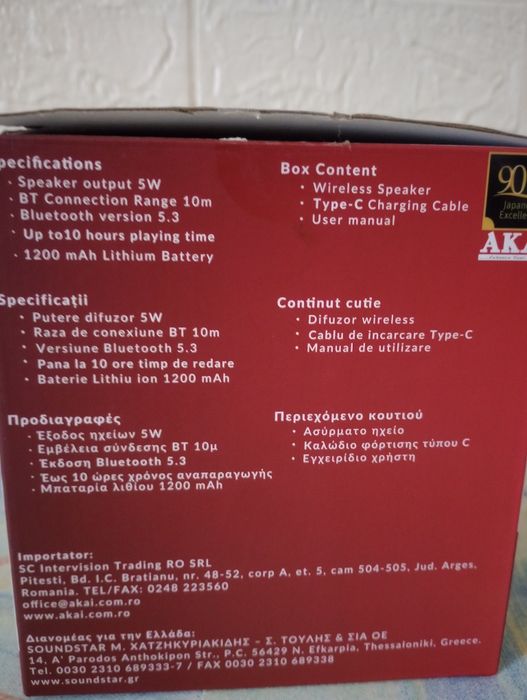 pecifications
· Speaker output 5W
· BT Connection Range 10m
· Bluetooth version 5.3
· Up to10 hours playing time
· 1200 mAh Lithium Battery
Box Content
· Wireless Speaker
· Type-C Charging Cable
· User manual
90
Japan
Excelle
AKA
Specificații
· Putere difuzor 5W
· Raza de conexiune BT 10m
· Versiune Bluetooth 5.3
· Pana la 10 ore timp de redare
· Baterie Lithiu ion 1200 mAh
Continut cutie
· Difuzor wireless
· Cablu de incarcare Type-C
· Manual de utilizare
Προδιαγραφές
· Έξοδος ηχείων 5W
· Εμβέλεια σύνδεσης BT 10μ
· Έκδοση Bluetooth 5.3
· Έως 10 ώρες χρόνος αναπαραγωγής
· Μπαταρία λιθίου 1200 mAh
Περιεχόμενο κουτιού
· Ασύρματο ηχείο
· Καλώδιο φόρτισης τύπου C
· Εγχειρίδιο χρήστη
Importator:
SC Intervision Trading RO SRL
Pitesti, Bd. I.C. Bratianu, nr. 48-52, corp A, et. 5, cam 504-505, Jud. Arges,
Romania. TEL/FAX: 0248 223560
office@akai.com.ro
www.akai.com.ro
Διανομέας για την Ελλάδα:
SOUNDSTAR Μ. ΧΑΤΖΗΚΥΡΙΑΚΙΔΗΣ – Σ. ΤΟΥΛΗΣ & ΣΙΑ ΟΕ
14, A' Parodos Anthokipon Str., P.C. 56429 N. Efkarpia, Thessaloniki, Greece.
Tel. 0030 2310 689333-7 / FAX 0030 2310 689338
www.soundstar.gr